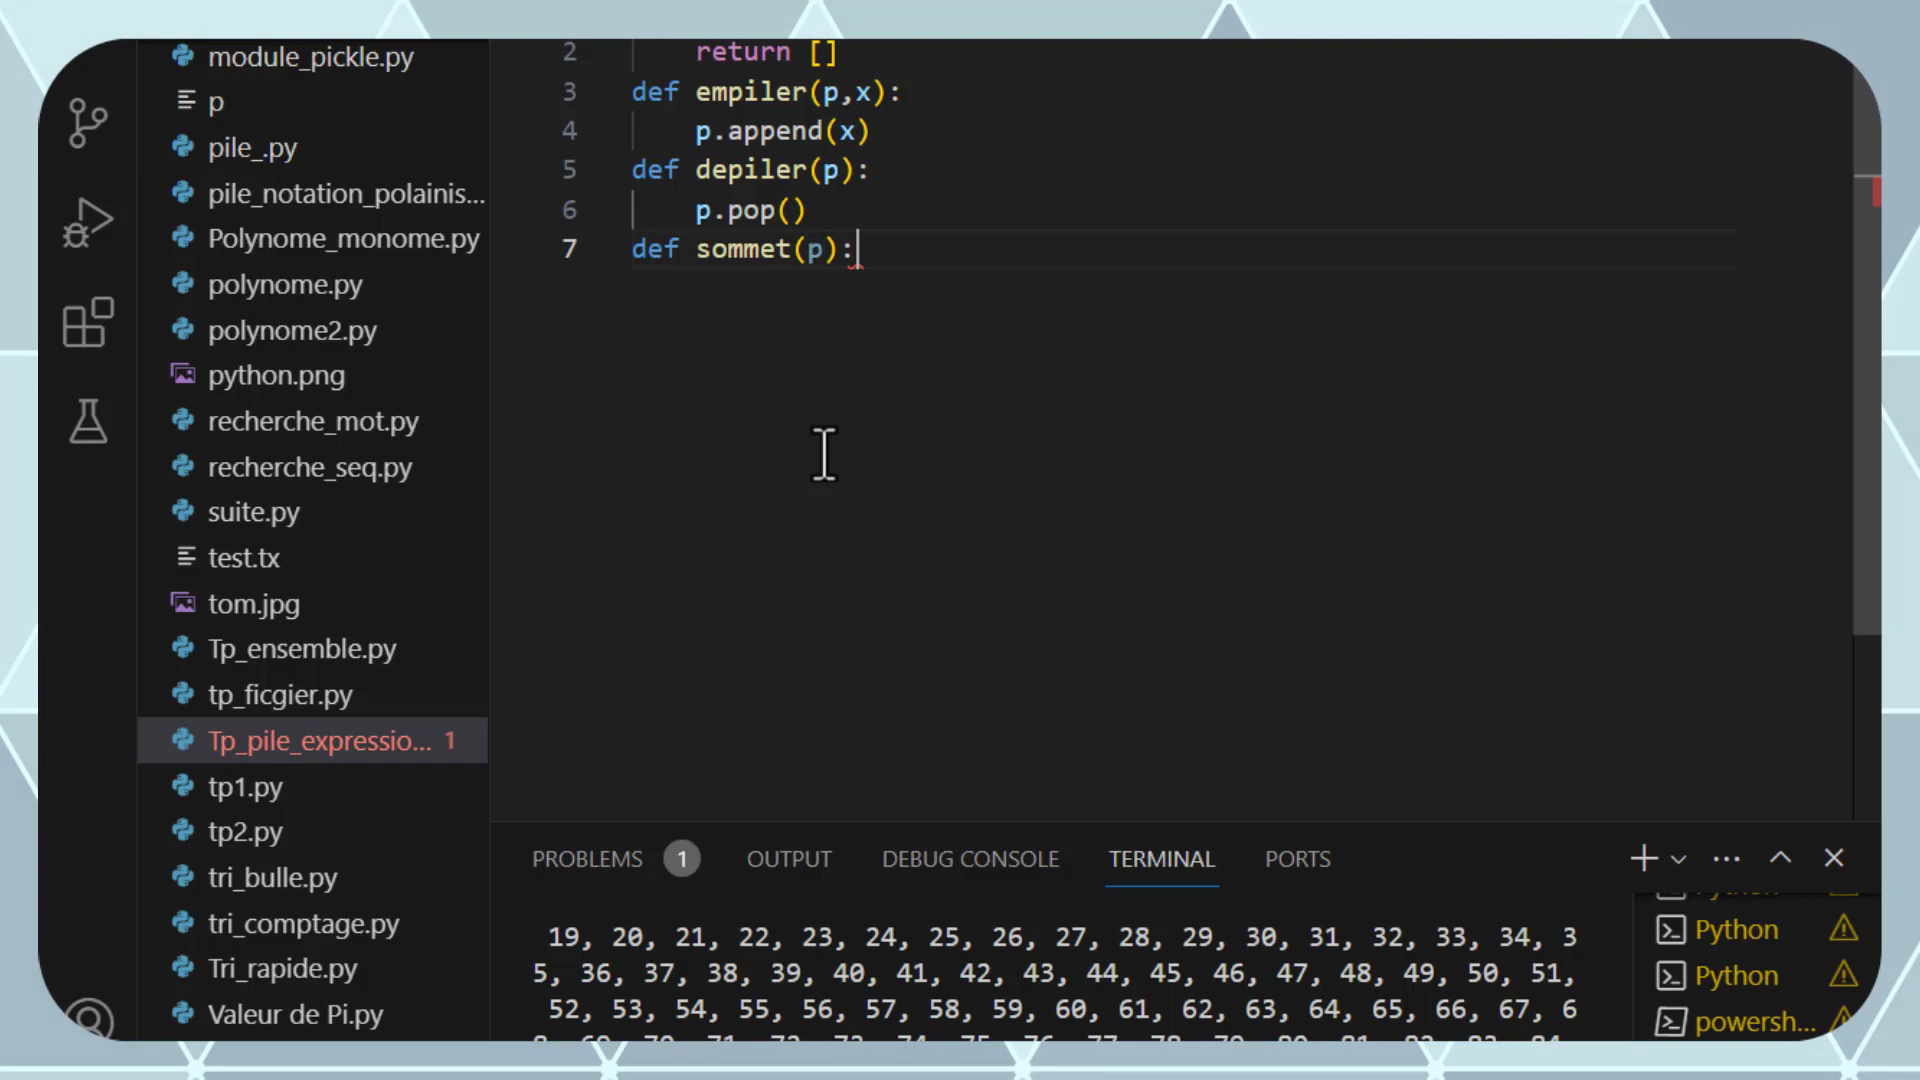 module_pickle.py
p
pile_.py
pile_notation_polainis...
Polynome_monome.py
polynome.py
polynome2.py
python.png
recherche_mot.py
recherche_seq.py
suite.py
test.tx
tom.jpg
Tp_ensemble.py
tp_ficgier.py
Tp_pile_expressio... 1
tp1.py
tp2.py
tri_bulle.py
tri_comptage.py
Tri_rapide.py
Valeur de Pi.py
2 return []
3 def empiler(p,x):
4 p.append(x)
5 def depiler(p):
6 p.pop()
7 def sommet(p):
PROBLEMS 1 OUTPUT DEBUG CONSOLE TERMINAL PORTS
19, 20, 21, 22, 23, 24, 25, 26, 27, 28, 29, 30, 31, 32, 33, 34, 3
5, 36, 37, 38, 39, 40, 41, 42, 43, 44, 45, 46, 47, 48, 49, 50, 51,
52, 53, 54, 55, 56, 57, 58, 59, 60, 61, 62, 63, 64, 65, 66, 67, 6
Python
Python
powersh...